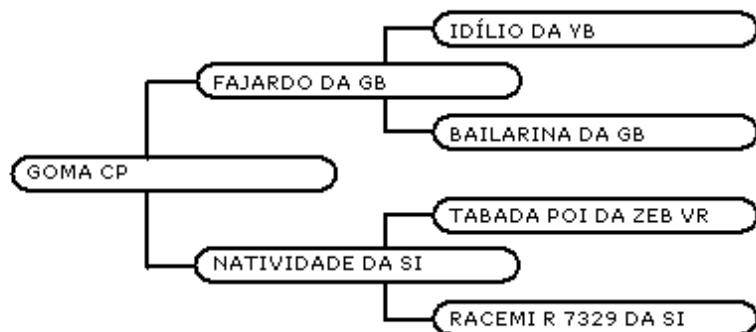 IDÍLIO DA YB
FAJARDO DA GB
BAILARINA DA GB
GOMA CP
TABADA POI DA ZEB VR
NATIVIDADE DA SI
RACEMI R 7329 DA SI